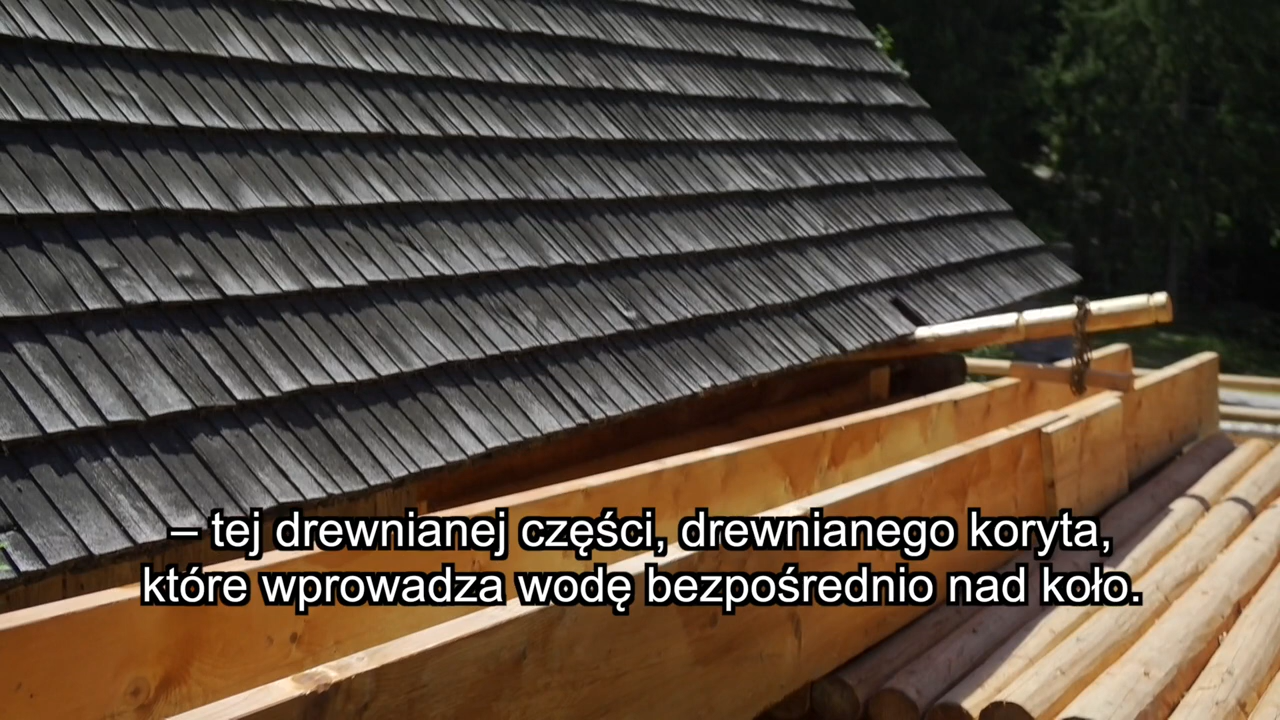 – tej drewnianej części, drewnianego koryta,
które wprowadza wodę bezpośrednio nad koło.